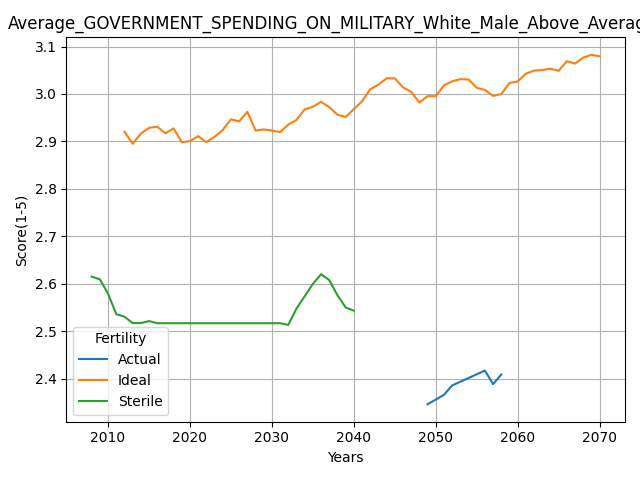 Average_GOVERNMENT_SPENDING_ON_MILITARY_White_Male_Above_Averag
3.1
3.0
2.9
2.8
2.7
2.6
2.5
2.4
Score(1-5)
Fertility
Actual
Ideal
Sterile
2010 2020 2030 2040 2050 2060 2070
Years